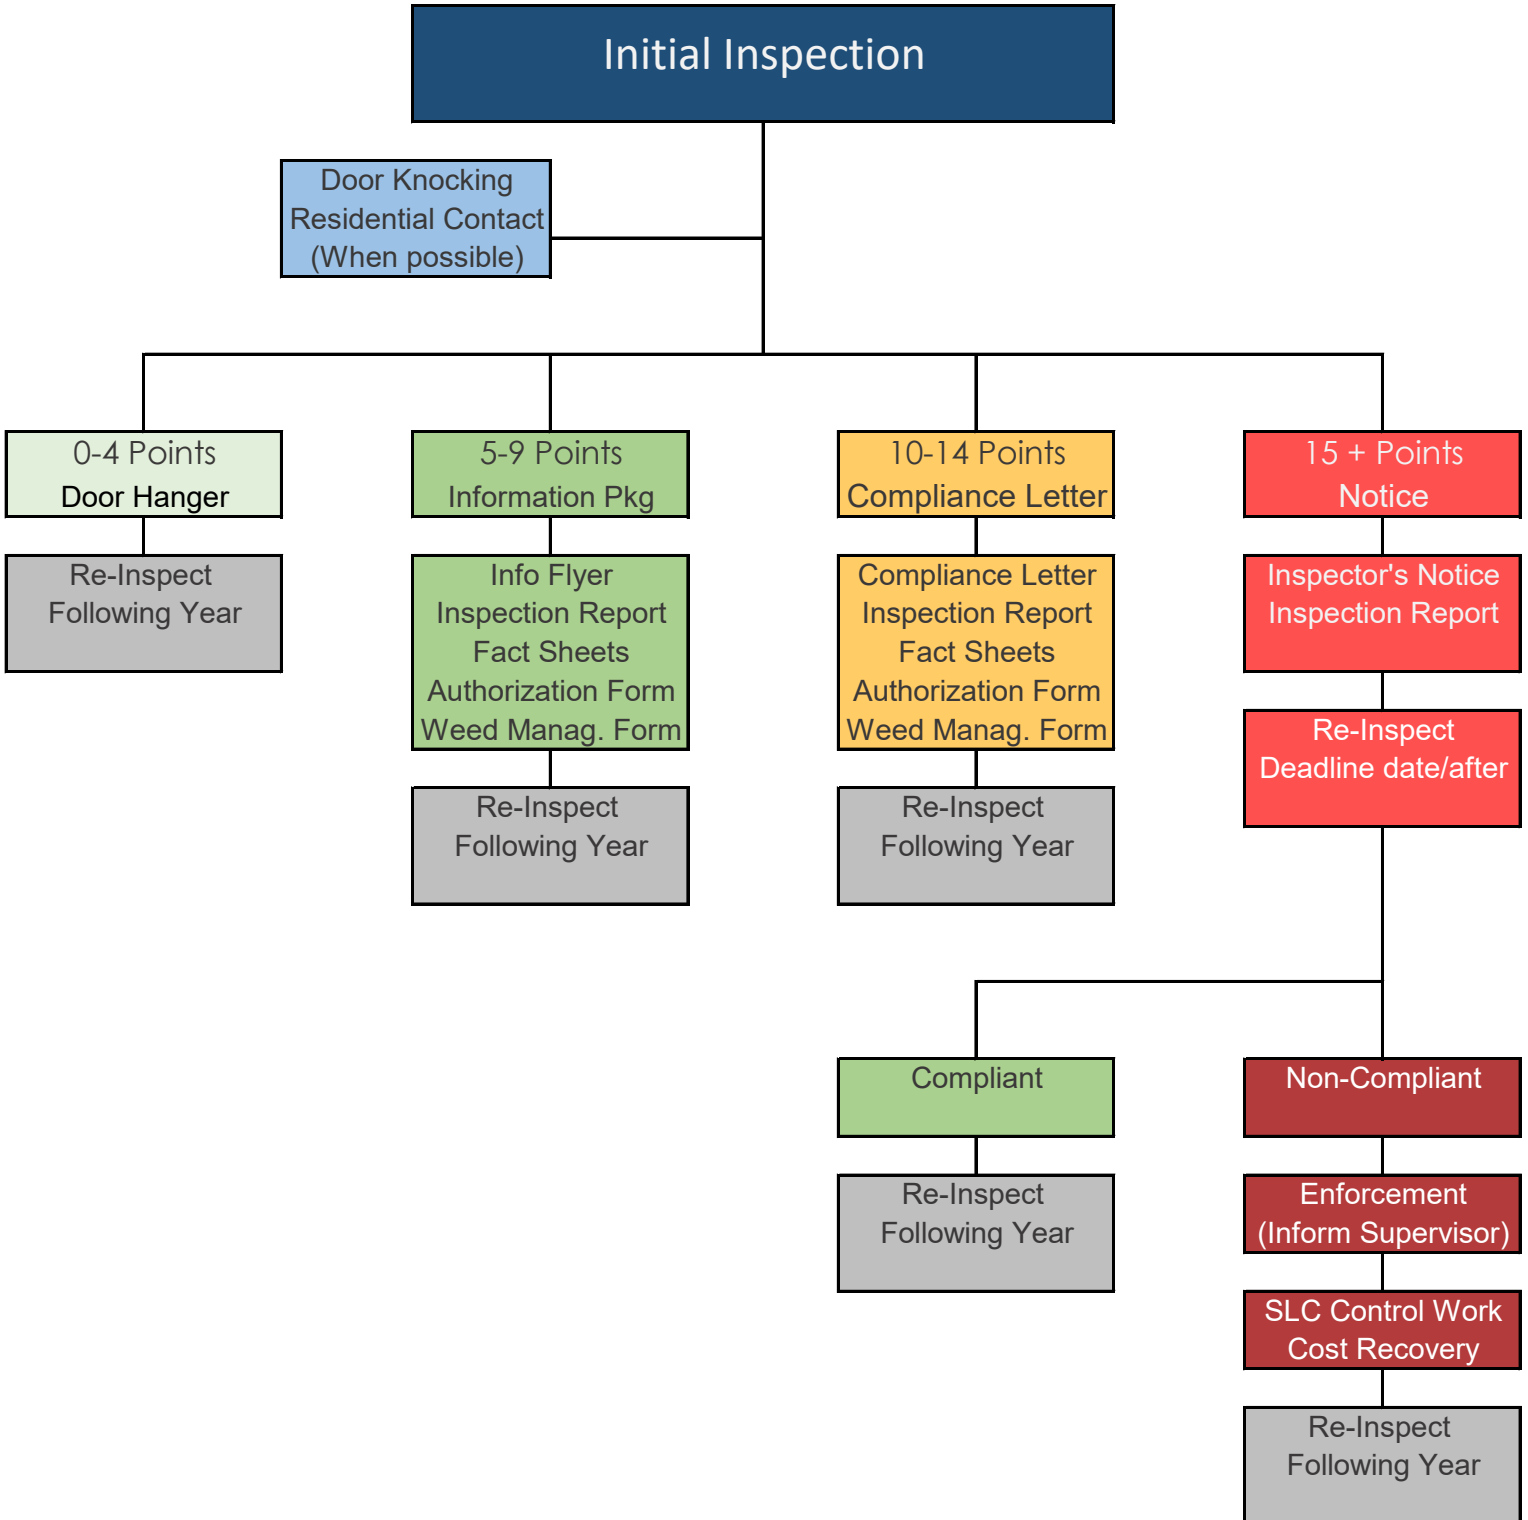 Initial Inspection
Door Knocking
Residential Contact
(When possible)
0-4 Points
Door Hanger
Re-Inspect
Following Year
5-9 Points
Information Pkg
Info Flyer
Inspection Report
Fact Sheets
Authorization Form
Weed Manag. Form
Re-Inspect
Following Year
10-14 Points
Compliance Letter
Compliance Letter
Inspection Report
Fact Sheets
Authorization Form
Weed Manag. Form
Re-Inspect
Following Year
15 + Points
Notice
Inspector's Notice
Inspection Report
Re-Inspect
Deadline date/after
Compliant
Re-Inspect
Following Year
Non-Compliant
Enforcement
(Inform Supervisor)
SLC Control Work
Cost Recovery
Re-Inspect
Following Year